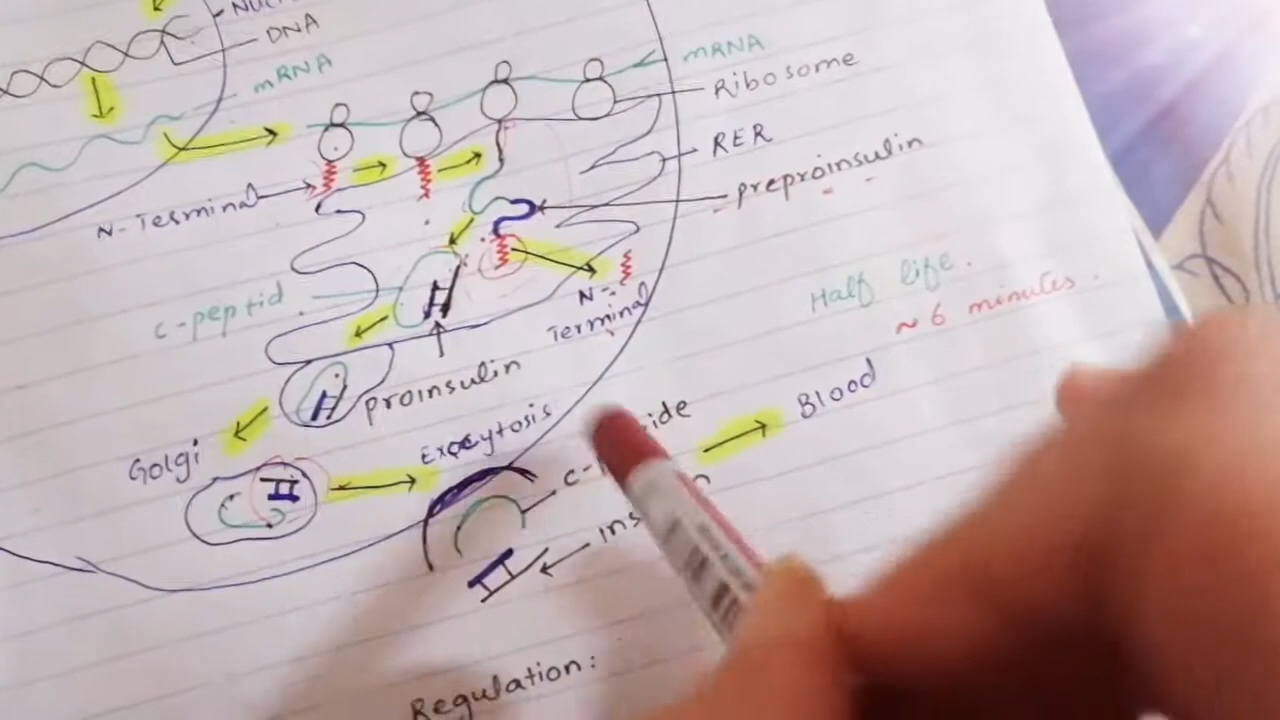 DNA
mRNA
mRNA
Ribosome
RER
preproinsulin
N-Terminal
C-peptid
N-
Terminal
Half life.
~ 6 minutes.
proinsulin
Golgi
Exocytosis
Blood
Regulation: